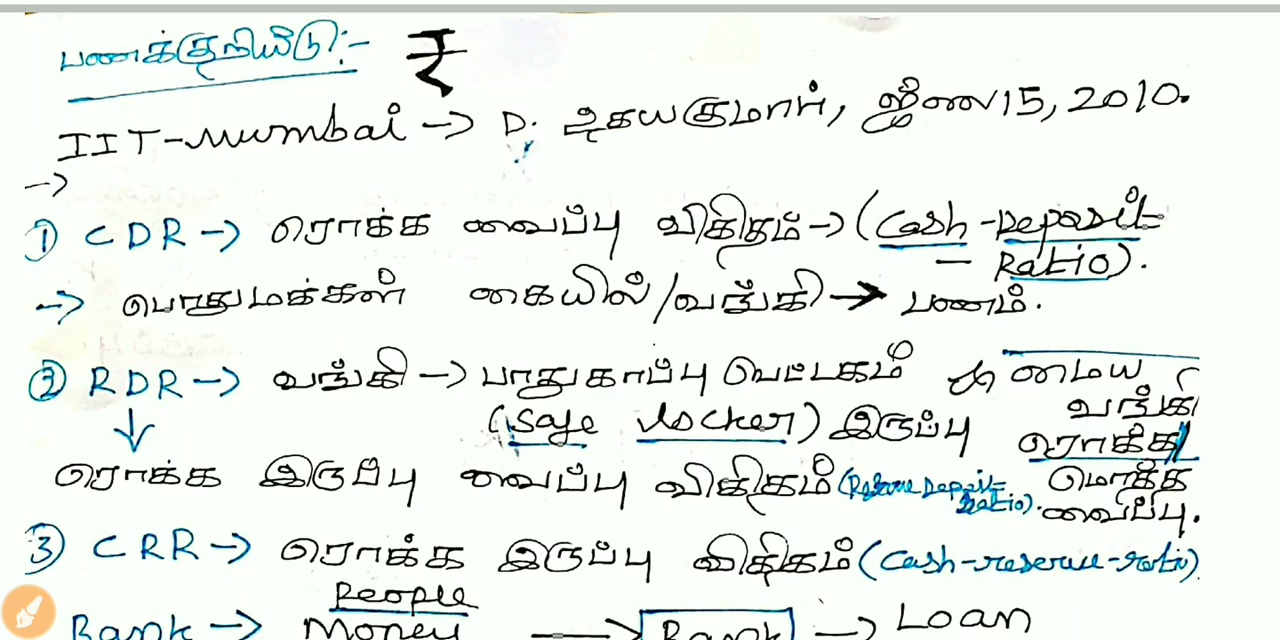 பணக்குறியீடு:- ₹
IIT-Mumbai -> D. உதயகுமார், ஜீலை 15, 2010.
->
① CDR -> ரொக்க வைப்பு விகிதம் -> (Cash-Deposit-
- Ratio).
-> பொதுமக்கள் கையில்/வங்கி -> பணம்.
② RDR -> வங்கி -> பாதுகாப்பு பெட்டகம் & மைய
(Safe Locker) இருப்பு வங்கி
ரொக்க
ரொக்க இருப்பு வைப்பு விகிதம் (Reserve Deposit- Ratio). மொத்த
வைப்பு.
③ CRR -> ரொக்க இருப்பு விகிதம் (Cash-reserve-ratio)
People
Bank -> Money -> Bank -> Loan